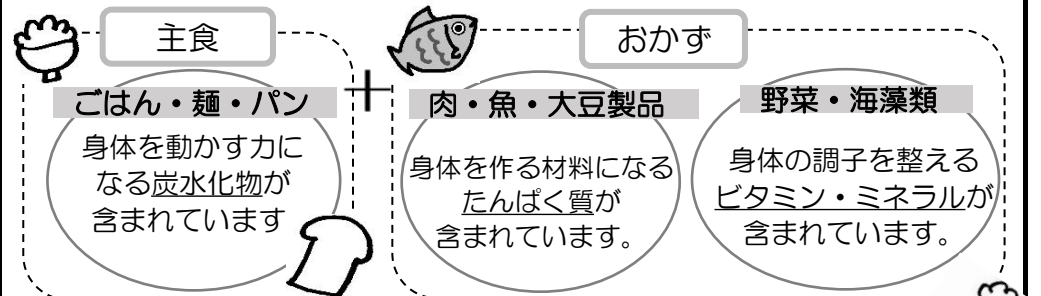 主食
ごはん・麺・パン
身体を動かす力に
なる炭水化物が
含まれています
+
おかず
肉・魚・大豆製品
身体を作る材料になる
たんぱく質が
含まれています。
野菜・海藻類
身体の調子を整える
ビタミン・ミネラルが
含まれています。